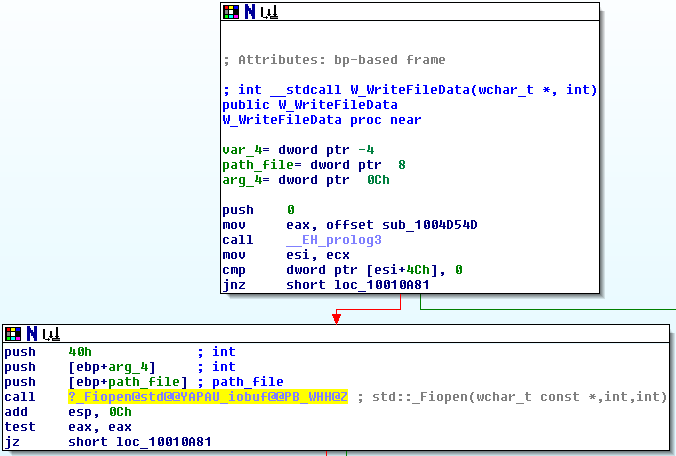 ; Attributes: bp-based frame
; int __stdcall W_WriteFileData(wchar_t *, int)
public W_WriteFileData
W_WriteFileData proc near
var_4= dword ptr -4
path_file= dword ptr  8
arg_4= dword ptr  0Ch
push    0
mov     eax, offset sub_1004D54D
call    __EH_prolog3
mov     esi, ecx
cmp     dword ptr [esi+4Ch], 0
jnz     short loc_10010A81
push    40h             ; int
push    [ebp+arg_4]     ; int
push    [ebp+path_file] ; path_file
call    ?_Fiopen@std@@YAPAU_iobuf@@PB_WHH@Z ; std::_Fiopen(wchar_t const *,int,int)
add     esp, 0Ch
test    eax, eax
jz      short loc_10010A81